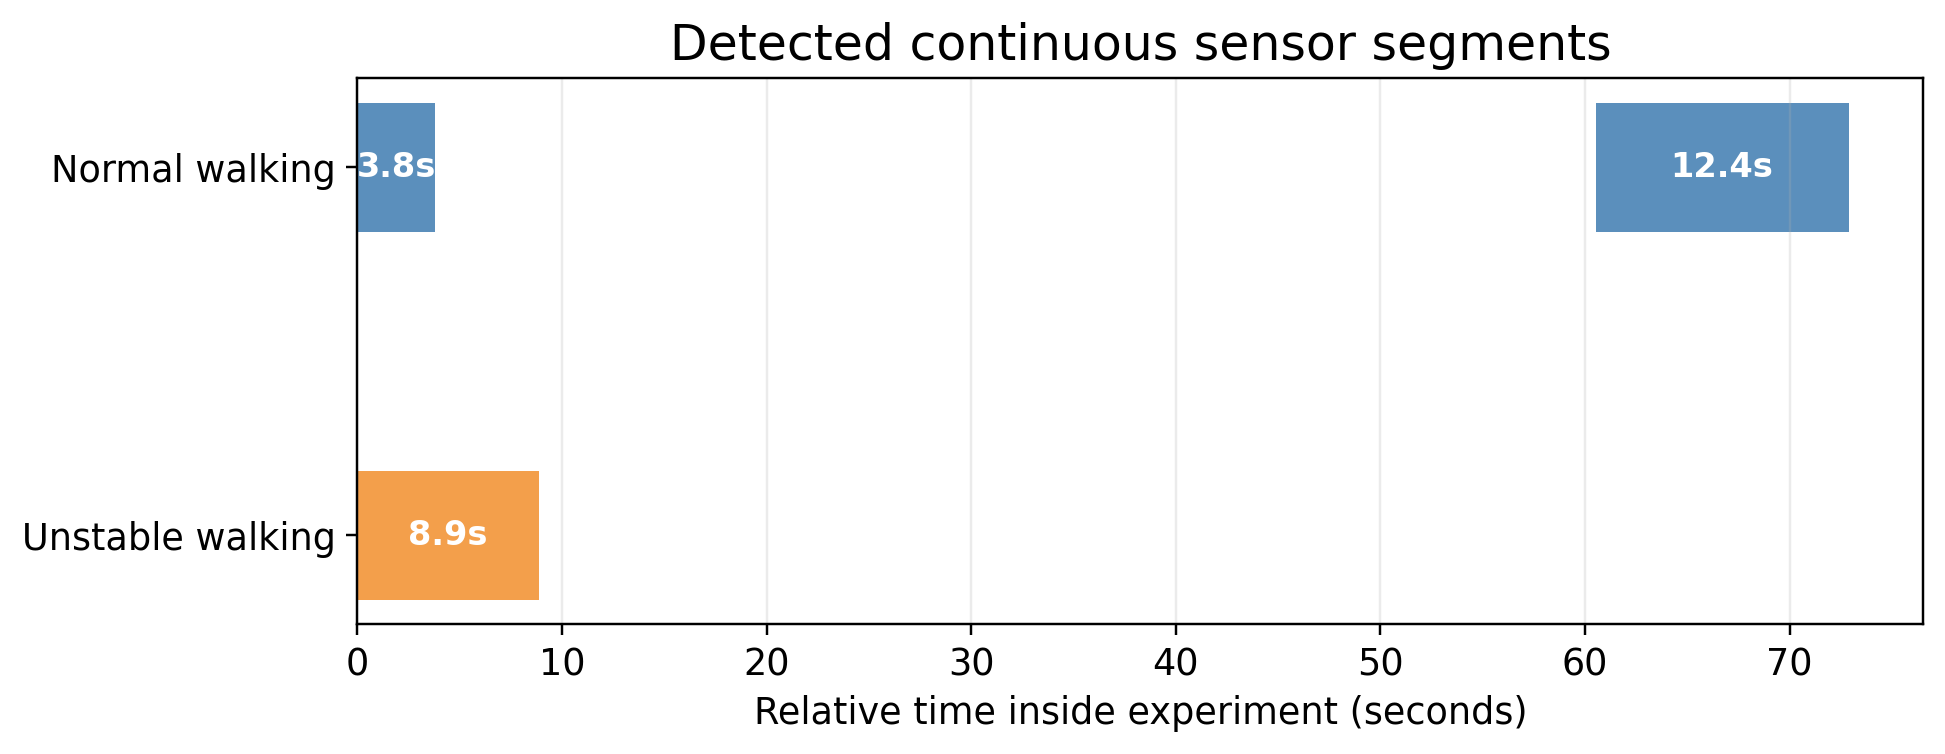 Detected continuous sensor segments
Normal walking
3.8s
12.4s
Unstable walking
8.9s
0 10 20 30 40 50 60 70
Relative time inside experiment (seconds)